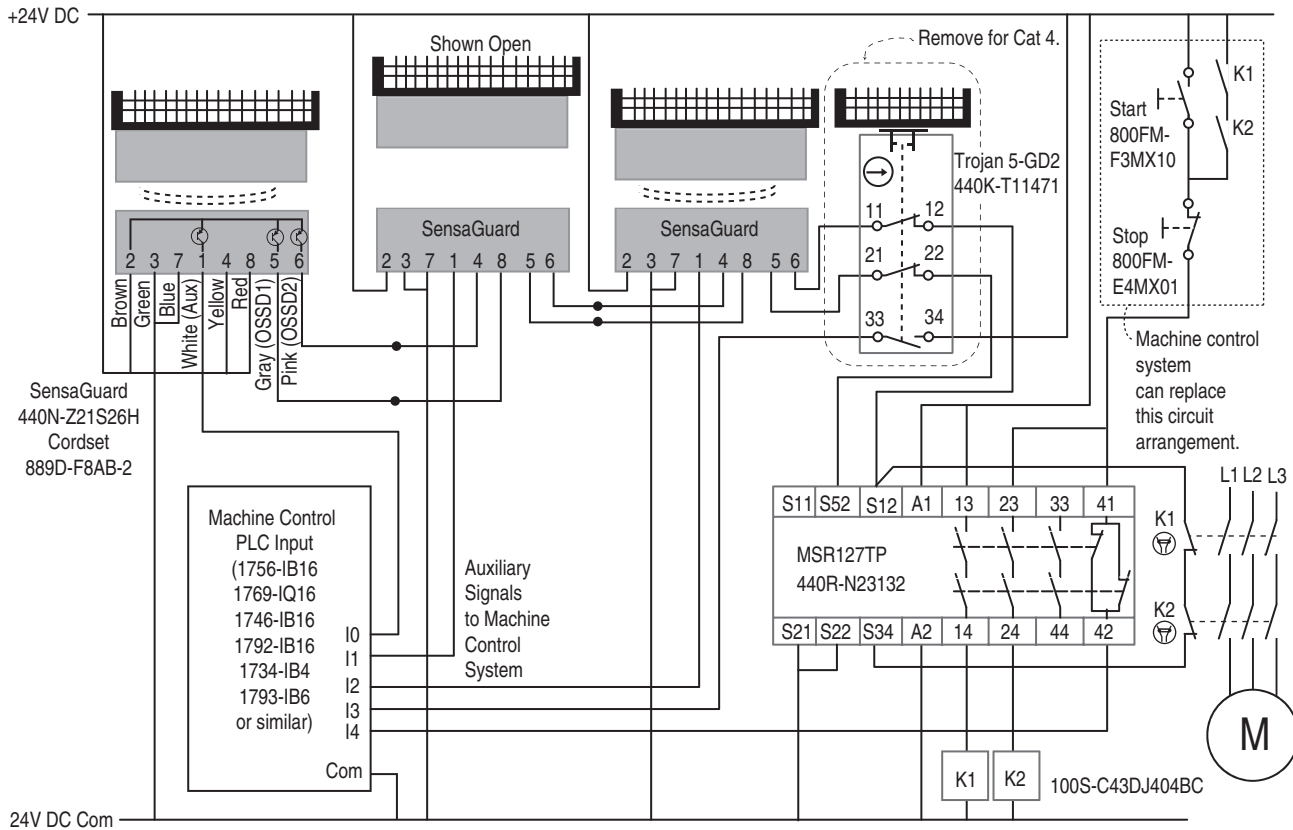 +24V DC
Shown Open
Remove for Cat 4.
K1
K2
Start
800FM-
F3MX10
Stop
800FM-
E4MX01
Trojan 5-GD2
440K-T11471
11 12
21 22
33 34
SensaGuard
SensaGuard
2 3 7 1 4 8 5 6
2 3 7 1 4 8 5 6
2 3 7 1 4 8 5 6
Brown
Green
Blue
White (Aux)
Yellow
Red
Gray (OSSD1)
Pink (OSSD2)
SensaGuard
440N-Z21S26H
Cordset
889D-F8AB-2
Machine control
system
can replace
this circuit
arrangement.
L1 L2 L3
S11 S52 S12 A1 13 23 33 41
MSR127TP
440R-N23132
S21 S22 S34 A2 14 24 44 42
K1
K2
M
Machine Control
PLC Input
(1756-IB16
1769-IQ16
1746-IB16
1792-IB16
1734-IB4
1793-IB6
or similar)
I0
I1
I2
I3
I4
Com
Auxiliary
Signals
to Machine
Control
System
K1 K2 100S-C43DJ404BC
24V DC Com